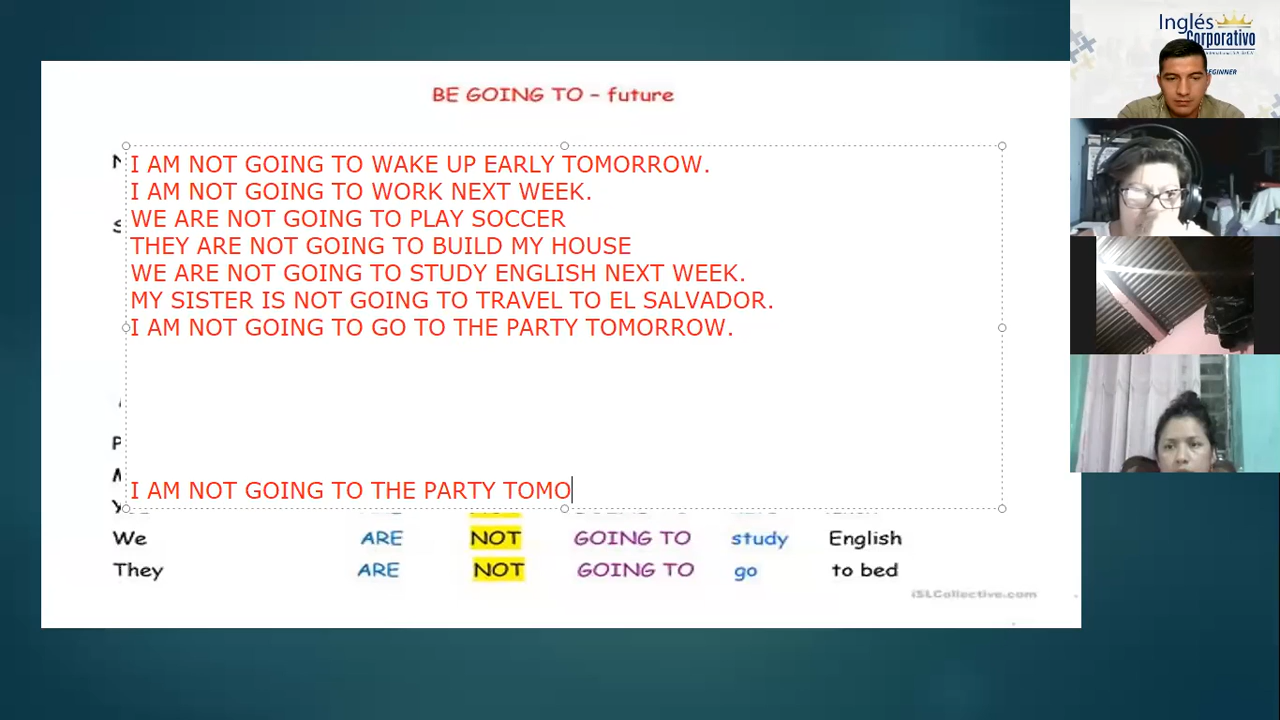 BE GOING TO – future
I AM NOT GOING TO WAKE UP EARLY TOMORROW.
I AM NOT GOING TO WORK NEXT WEEK.
WE ARE NOT GOING TO PLAY SOCCER
THEY ARE NOT GOING TO BUILD MY HOUSE
WE ARE NOT GOING TO STUDY ENGLISH NEXT WEEK.
MY SISTER IS NOT GOING TO TRAVEL TO EL SALVADOR.
I AM NOT GOING TO GO TO THE PARTY TOMORROW.
I AM NOT GOING TO THE PARTY TOMO
We ARE NOT GOING TO study English
They ARE NOT GOING TO go to bed
iSLCollective.com
Inglés
Corporativo